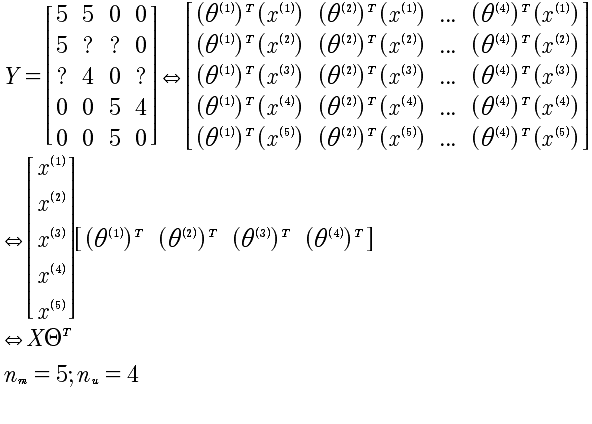 Y = [5 5 0 0; 5 ? ? 0; ? 4 0 ?; 0 0 5 4; 0 0 5 0] ⇔ [(θ⁽¹⁾)ᵀ(x⁽¹⁾) (θ⁽²⁾)ᵀ(x⁽¹⁾) ... (θ⁽⁴⁾)ᵀ(x⁽¹⁾); (θ⁽¹⁾)ᵀ(x⁽²⁾) (θ⁽²⁾)ᵀ(x⁽²⁾) ... (θ⁽⁴⁾)ᵀ(x⁽²⁾); (θ⁽¹⁾)ᵀ(x⁽³⁾) (θ⁽²⁾)ᵀ(x⁽³⁾) ... (θ⁽⁴⁾)ᵀ(x⁽³⁾); (θ⁽¹⁾)ᵀ(x⁽⁴⁾) (θ⁽²⁾)ᵀ(x⁽⁴⁾) ... (θ⁽⁴⁾)ᵀ(x⁽⁴⁾); (θ⁽¹⁾)ᵀ(x⁽⁵⁾) (θ⁽²⁾)ᵀ(x⁽⁵⁾) ... (θ⁽⁴⁾)ᵀ(x⁽⁵⁾)]
⇔ [x⁽¹⁾; x⁽²⁾; x⁽³⁾; x⁽⁴⁾; x⁽⁵⁾] [(θ⁽¹⁾)ᵀ (θ⁽²⁾)ᵀ (θ⁽³⁾)ᵀ (θ⁽⁴⁾)ᵀ]
⇔ XΘᵀ
nₘ = 5; nᵤ = 4